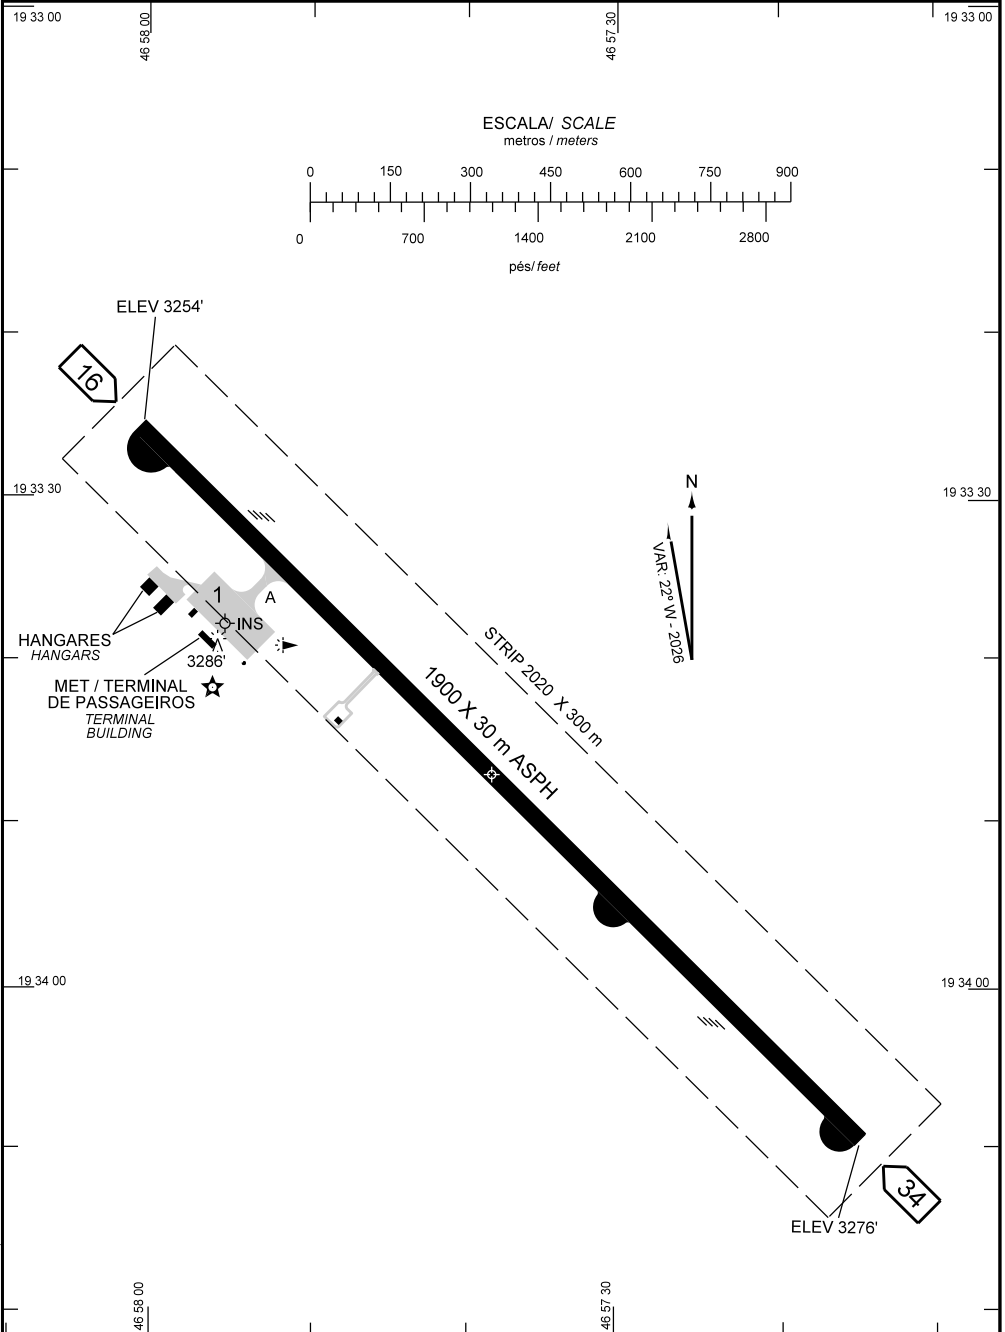 19 33 00
46 58 00
46 57 30
19 33 00
ESCALA/ SCALE
metros / meters
0 150 300 450 600 750 900
0 700 1400 2100 2800
pés/feet
ELEV 3254'
16
19 33 30
19 33 30
N
VAR: 22º W - 2026
1
A
INS
HANGARES
HANGARS
3286'
MET / TERMINAL
DE PASSAGEIROS
TERMINAL
BUILDING
STRIP 2020 X 300 m
1900 X 30 m ASPH
19 34 00
19 34 00
34
ELEV 3276'
46 58 00
46 57 30